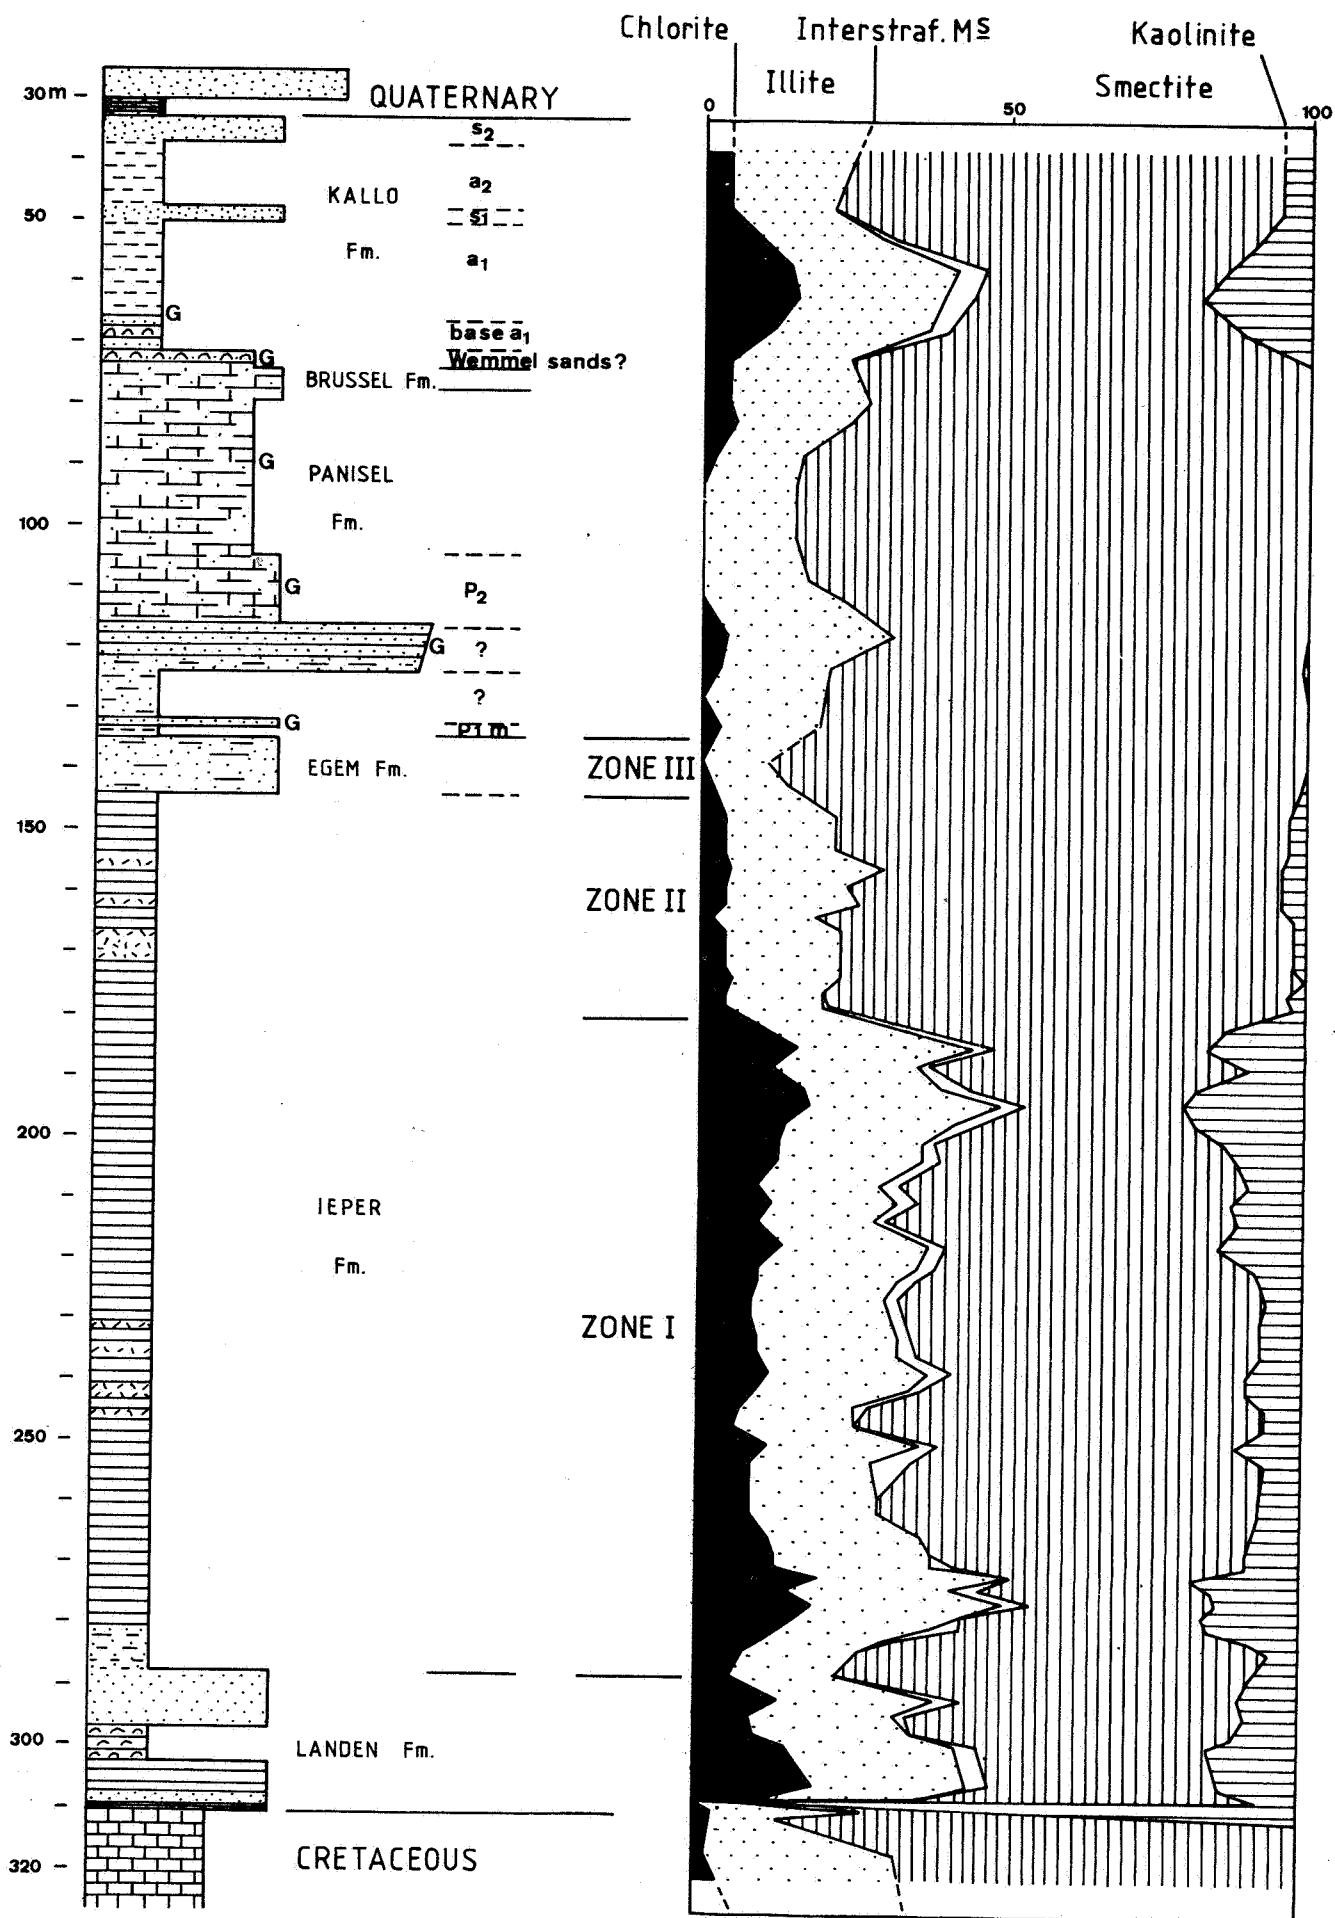 Chlorite Interstraf. Ms Kaolinite
Illite Smectite
0 50 100
30m
QUATERNARY
s2
a2
KALLO
50
s1
Fm.
a1
G
base a1
G
Wemmel sands?
BRUSSEL Fm.
G
PANISEL
100
Fm.
G
P2
G
?
?
G
P1 m
EGEM Fm.
ZONE III
150
ZONE II
200
IEPER
Fm.
ZONE I
250
300
LANDEN Fm.
320
CRETACEOUS